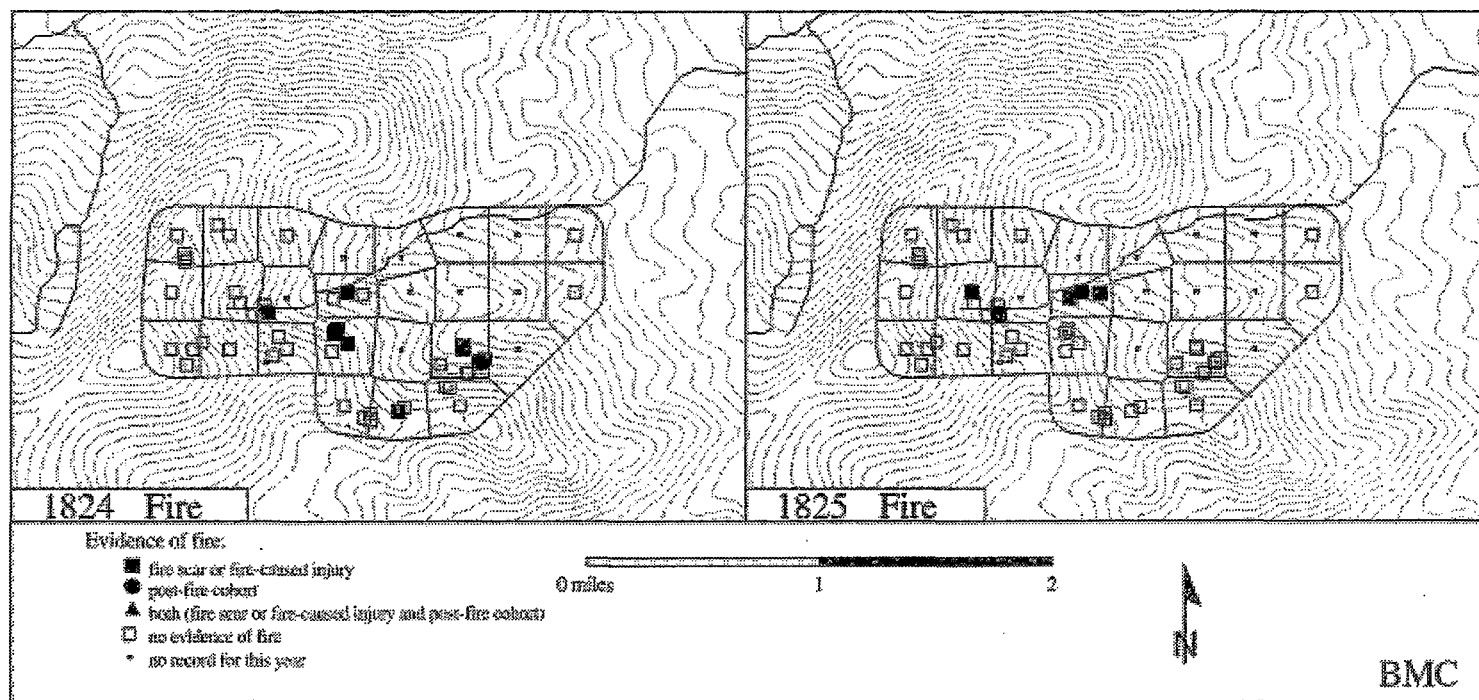 1824 Fire
1825 Fire
Evidence of fire:
fire scar or fire-caused injury
post-fire cohort
both (fire scar or fire-caused injury and post-fire cohort)
no evidence of fire
no record for this year
0 miles 1 2
N
BMC